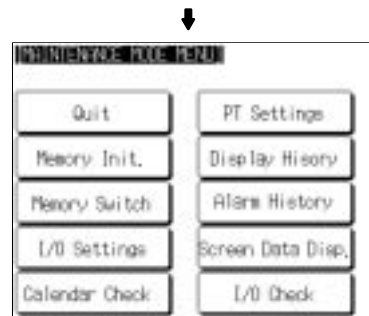 [MAINTENANCE MODE MENU]
Quit
PT Settings
Memory Init.
Display Hisory
Memory Switch
Alarm History
I/O Settings
Screen Data Disp.
Calendar Check
I/O Check